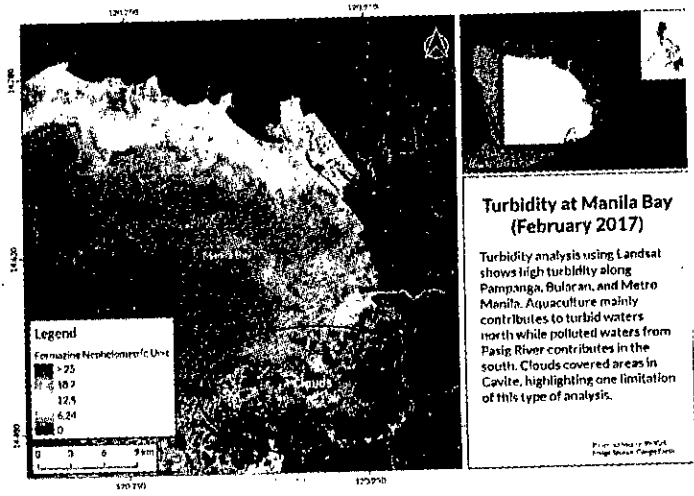 Turbidity at Manila Bay
(February 2017)
Turbidity analysis using Landsat
shows high turbidity along
Pampanga, Bulacan, and Metro
Manila. Aquaculture mainly
contributes to turbid waters
north while polluted waters from
Pasig River contributes in the
south. Clouds covered areas in
Cavite, highlighting one limitation
of this type of analysis.
Clouds
Legend
Formazine Nephelometric Unit
> 25
12.5
6.24
0
0 3 6 9 km